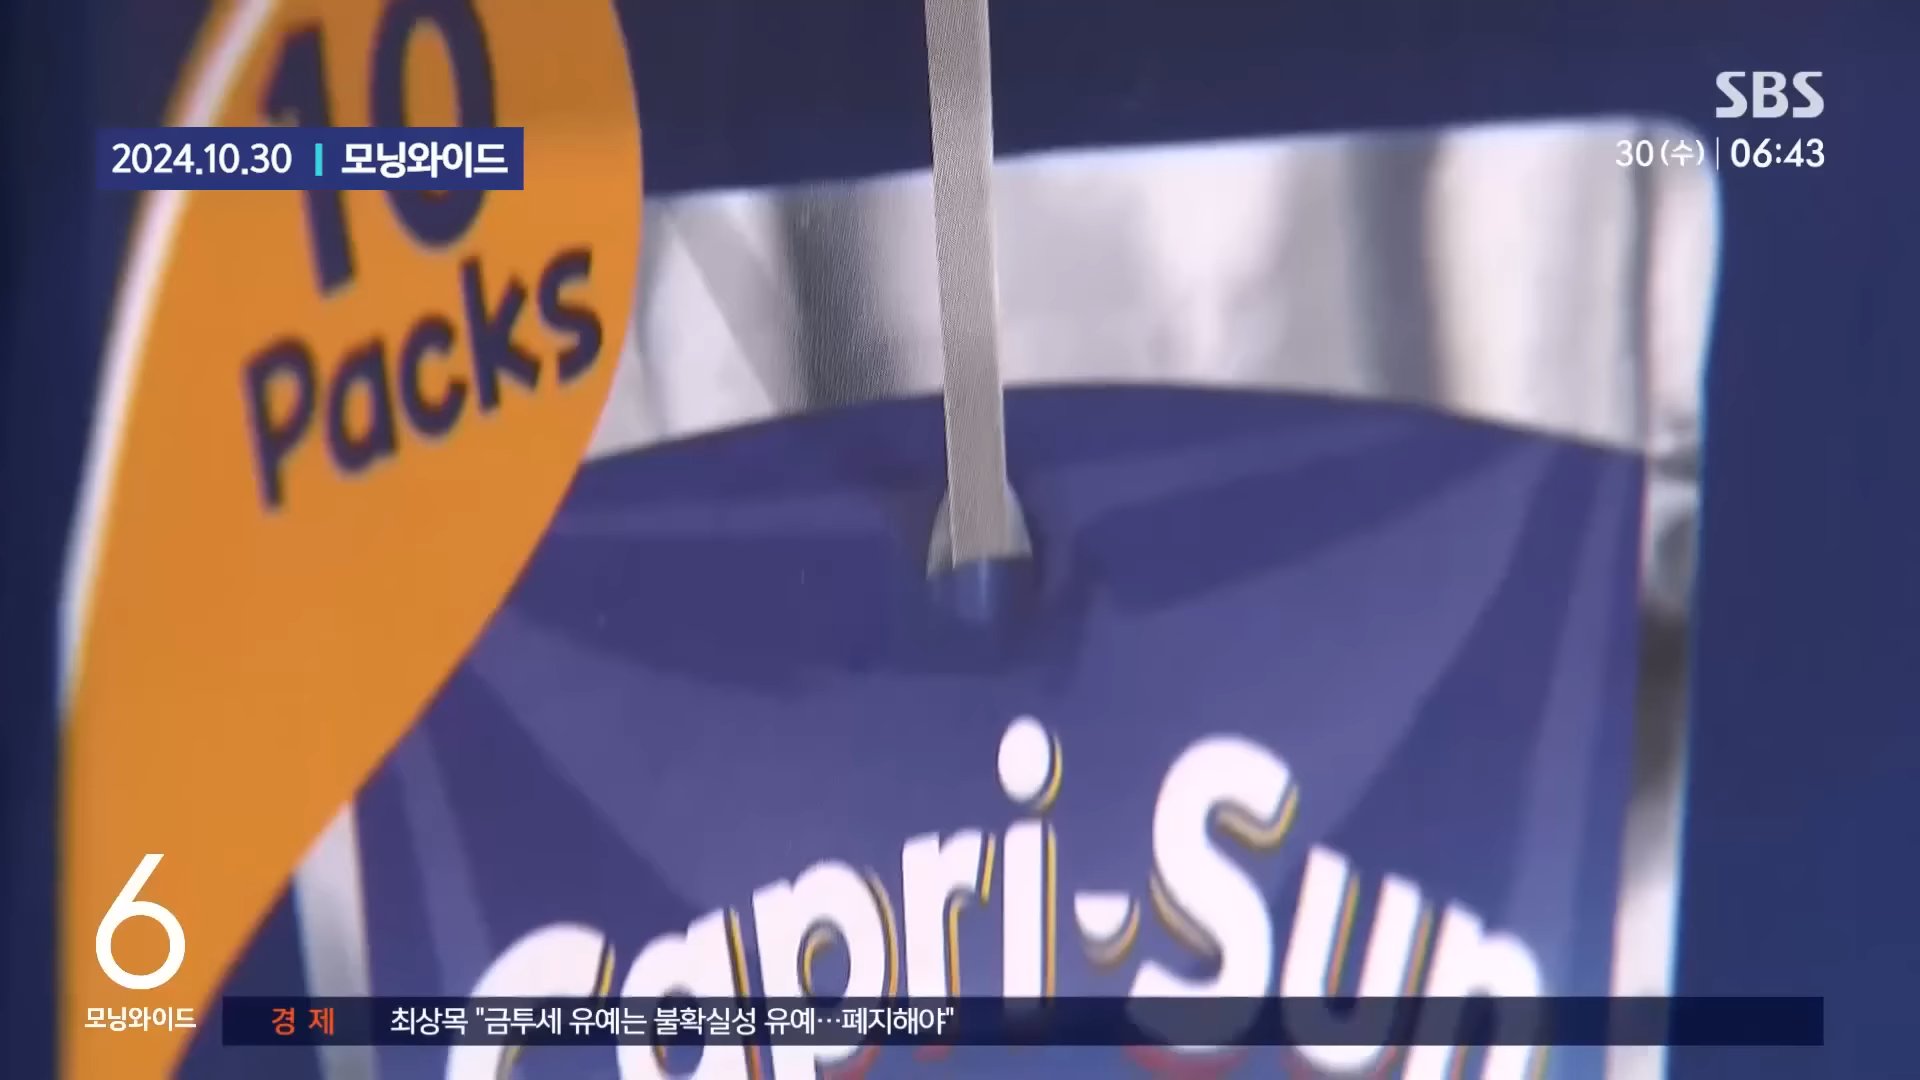 10
Packs
2024.10.30 | 모닝와이드
SBS
30(수) | 06:43
Capri-Sun
6
모닝와이드
경제 최상목 "금투세 유예는 불확실성 유예…폐지해야"